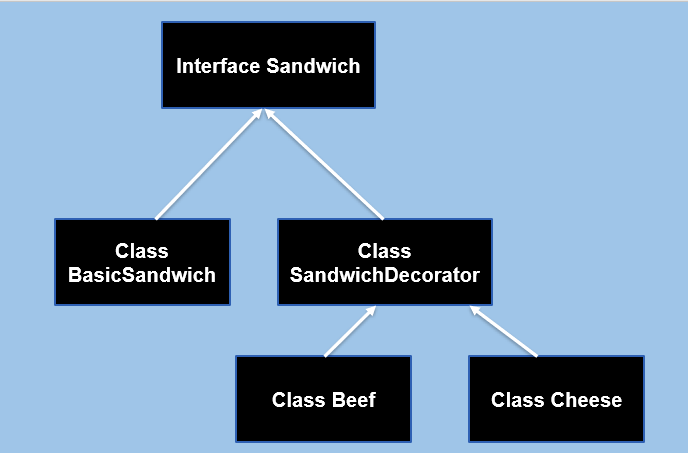 Interface Sandwich
Class
BasicSandwich
Class
SandwichDecorator
Class Beef
Class Cheese